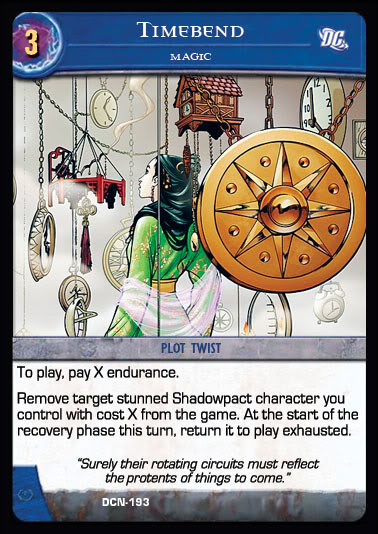 3
TIMEBEND
DC
MAGIC
PLOT TWIST
To play, pay X endurance.
Remove target stunned Shadowpact character you
control with cost X from the game. At the start of the
recovery phase this turn, return it to play exhausted.
“Surely their rotating circuits must reflect
the protents of things to come.”
DCN-193